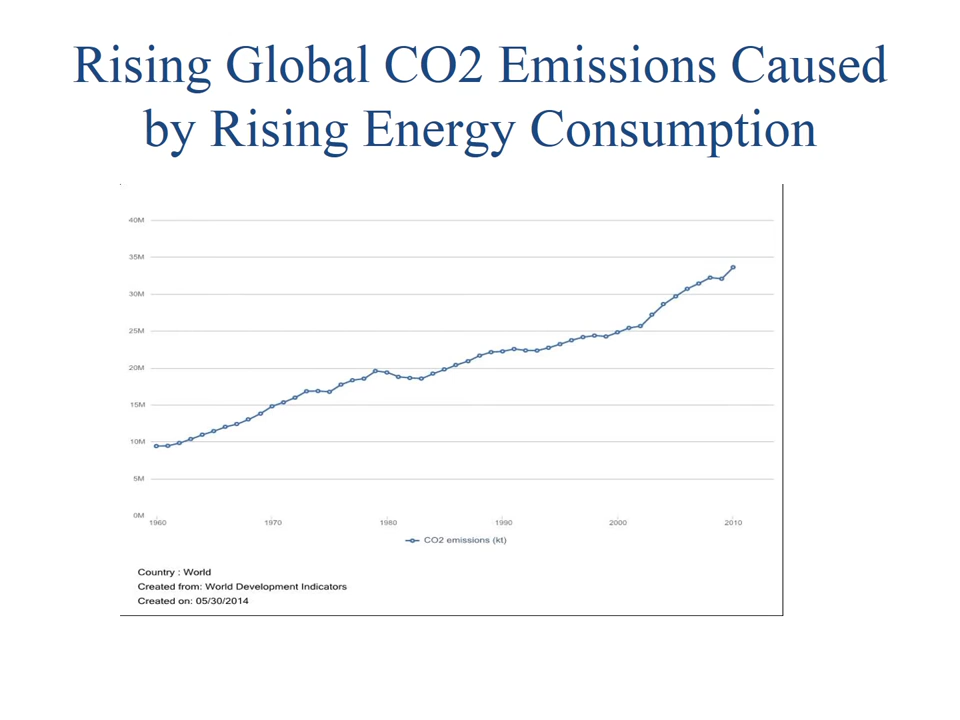 Rising Global CO2 Emissions Caused
by Rising Energy Consumption
40M
35M
30M
25M
20M
15M
10M
5M
0M
1960 1970 1980 1990 2000 2010
CO2 emissions (kt)
Country : World
Created from: World Development Indicators
Created on: 05/30/2014